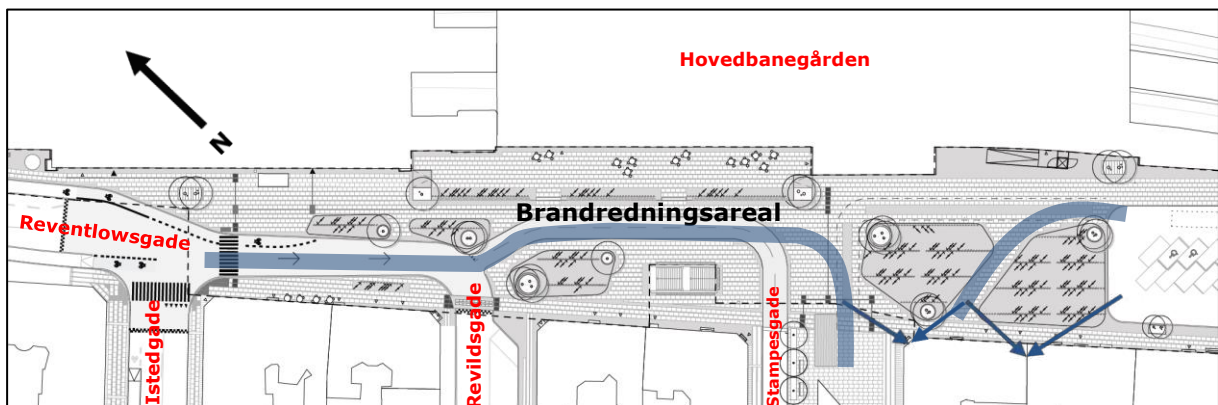 Hovedbanegården
N
Brandredningsareal
Reventlowsgade
Istedgade
Revildsgade
Stampesgade